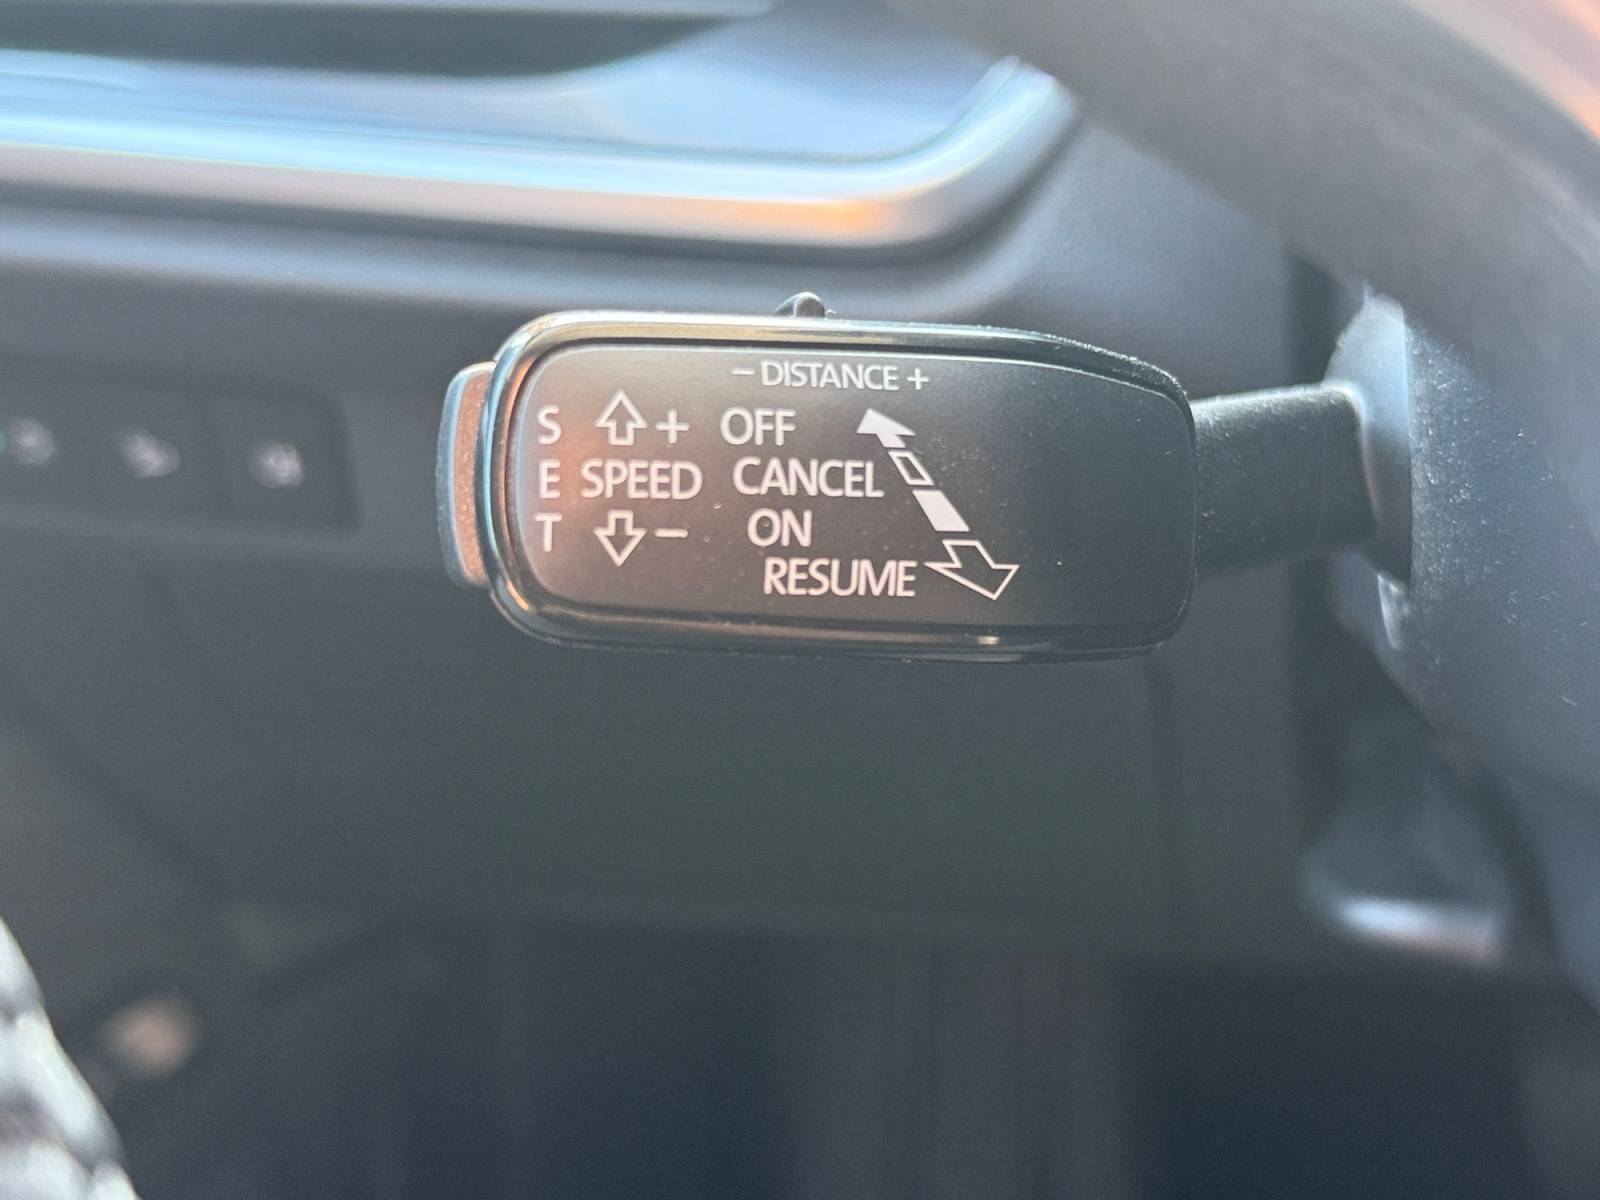 – DISTANCE +
S + OFF
E SPEED CANCEL
T – ON
RESUME